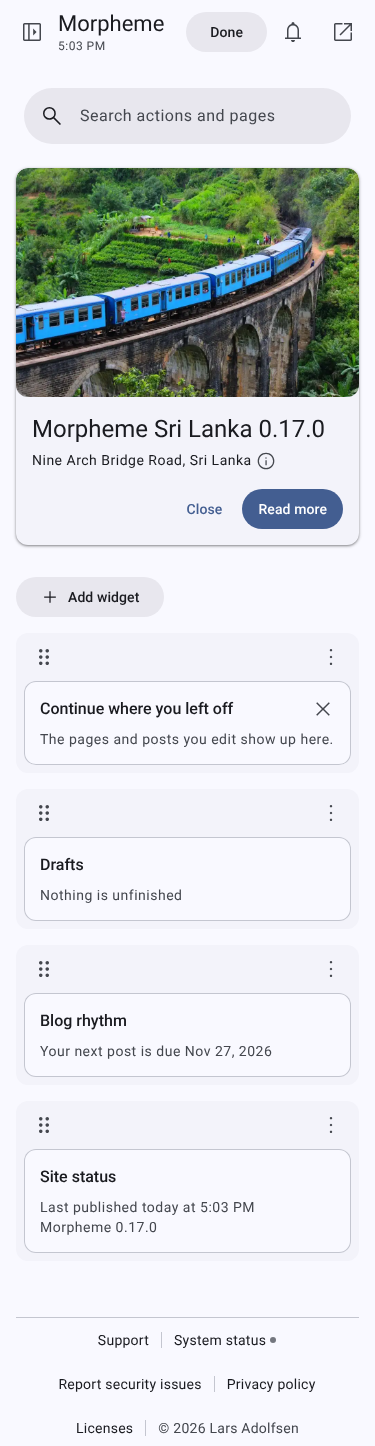 Morpheme
5:03 PM
Done
Search actions and pages
Morpheme Sri Lanka 0.17.0
Nine Arch Bridge Road, Sri Lanka
Close
Read more
Add widget
Continue where you left off
The pages and posts you edit show up here.
Drafts
Nothing is unfinished
Blog rhythm
Your next post is due Nov 27, 2026
Site status
Last published today at 5:03 PM
Morpheme 0.17.0
Support
System status
Report security issues
Privacy policy
Licenses
© 2026 Lars Adolfsen